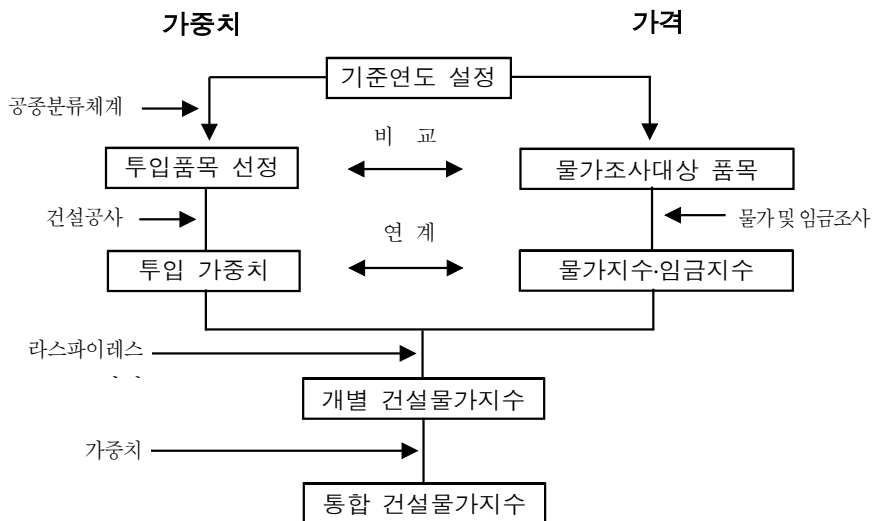 가중치
가격
기준연도 설정
공종분류체계
비 교
투입품목 선정
물가조사대상 품목
건설공사
물가 및 임금조사
연 계
투입 가중치
물가지수·임금지수
라스파이레스
개별 건설물가지수
가중치
통합 건설물가지수